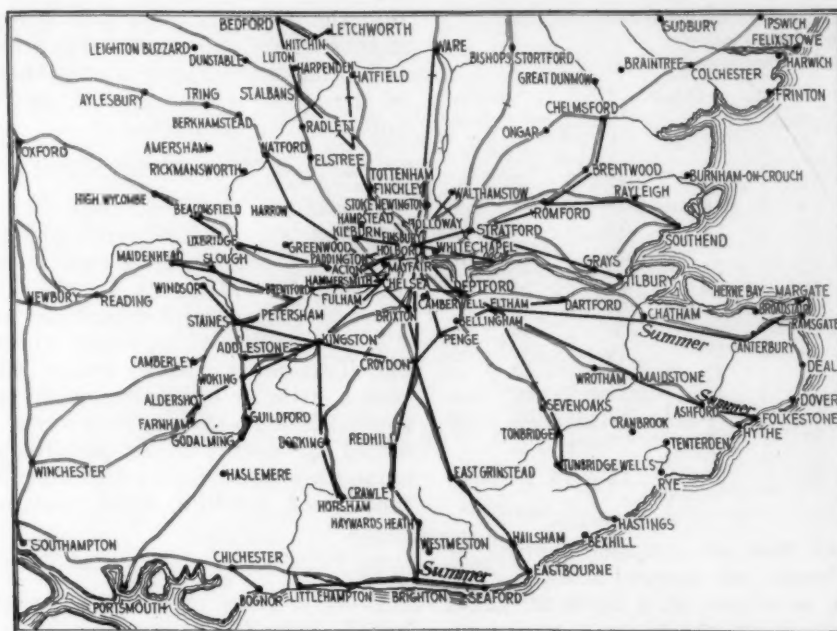 BEDFORD
LETCHWORTH
HITCHIN
LEIGHTON BUZZARD
DUNSTABLE
LUTON
HARPENDEN
HATFIELD
WARE
BISHOPS STORTFORD
SUDBURY
IPSWICH
FELIXSTOWE
HARWICH
BRAINTREE
COLCHESTER
GREAT DUNMOW
FRINTON
AYLESBURY
TRING
ST.ALBANS
BERKHAMSTEAD
RADLETT
CHELMSFORD
ONGAR
OXFORD
AMERSHAM
WATFORD
ELSTREE
RICKMANSWORTH
TOTTENHAM
FINCHLEY
WALTHAMSTOW
BRENTWOOD
BURNHAM-ON-CROUCH
RAYLEIGH
HIGH WYCOMBE
BEACONSFIELD
HARROW
STOKE NEWINGTON
HAMPSTEAD
HOLLOWAY
ROMFORD
KILBURN
FINSBURY
STRATFORD
SOUTHEND
UXBRIDGE
GREENWOOD
HOLBORN
WHITECHAPEL
PADDINGTON
MAIDENHEAD
SLOUGH
ACTON
MAYFAIR
GRAYS
TILBURY
HAMMERSMITH
CHELSEA
DEPTFORD
WINDSOR
BRENTFORD
FULHAM
CAMBERWELL
ELTHAM
DARTFORD
HERNE BAY
MARGATE
NEWBURY
READING
BROADSTAIRS
RAMSGATE
STAINES
PETERSHAM
BRIXTON
BELLINGHAM
CHATHAM
Summer
CANTERBURY
KINGSTON
PENGE
CAMBERLEY
ADDLESTONE
CROYDON
WROTHAM
MAIDSTONE
DEAL
WOKING
ALDERSHOT
SEVENOAKS
Summer
ASHFORD
DOVER
FARNHAM
GUILDFORD
CRANBROOK
FOLKESTONE
HYTHE
GODALMING
DORKING
REDHILL
TONBRIDGE
TENTERDEN
WINCHESTER
HASLEMERE
EAST GRINSTEAD
TUNBRIDGE WELLS
RYE
CRAWLEY
HORSHAM
HAYWARDS HEATH
HASTINGS
SOUTHAMPTON
WESTMESTON
HAILSHAM
BEXHILL
CHICHESTER
Summer
EASTBOURNE
PORTSMOUTH
BOGNOR
LITTLEHAMPTON
BRIGHTON
SEAFORD